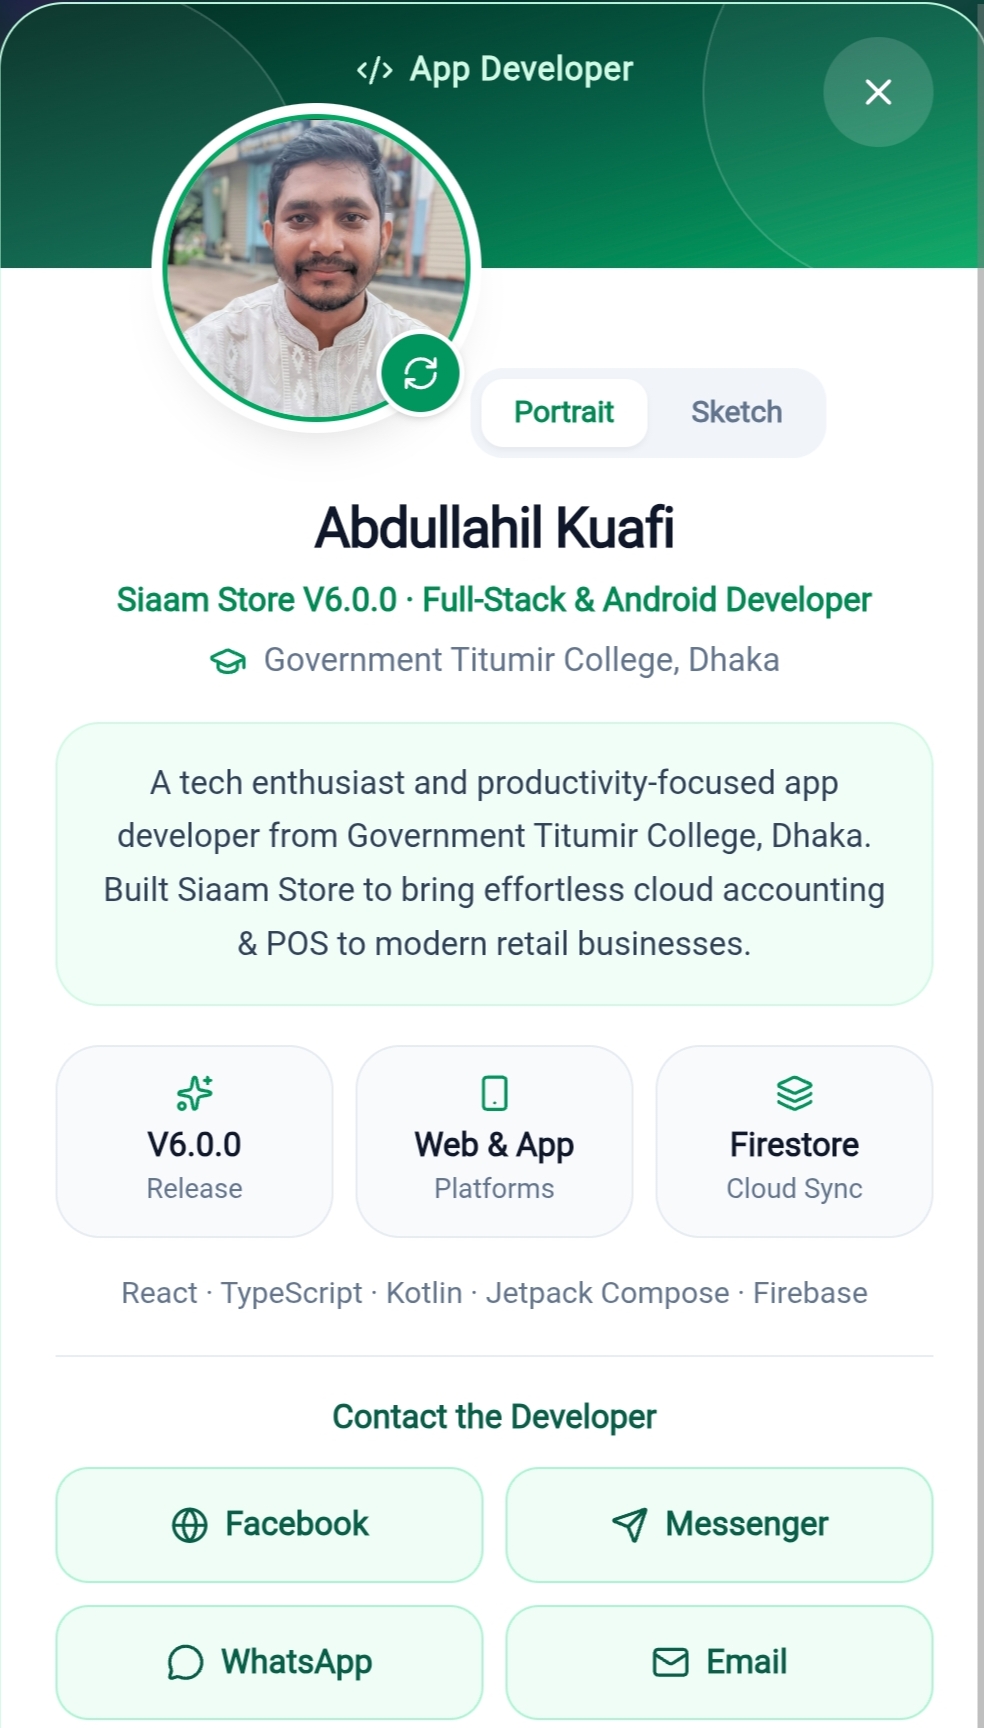 </> App Developer
Portrait
Sketch
Abdullahil Kuafi
Siaam Store V6.0.0 · Full-Stack & Android Developer
Government Titumir College, Dhaka
A tech enthusiast and productivity-focused app
developer from Government Titumir College, Dhaka.
Built Siaam Store to bring effortless cloud accounting
& POS to modern retail businesses.
V6.0.0
Release
Web & App
Platforms
Firestore
Cloud Sync
React · TypeScript · Kotlin · Jetpack Compose · Firebase
Contact the Developer
Facebook
Messenger
WhatsApp
Email